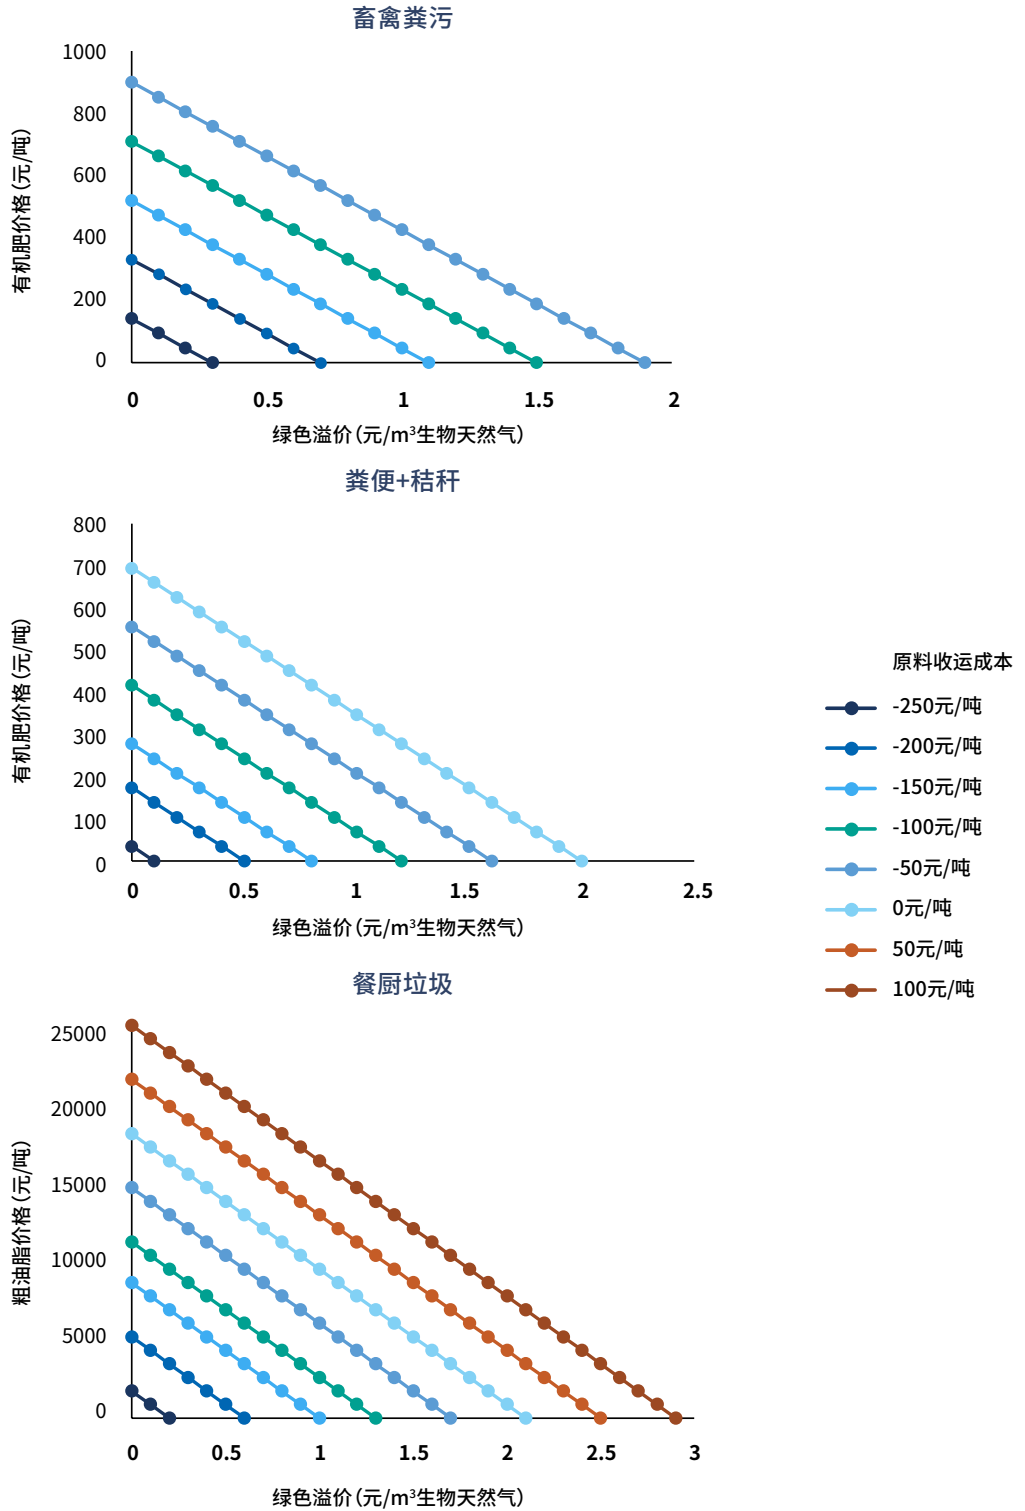 畜禽粪污
1000
800
600
400
200
0
有机肥价格（元/吨）
0 0.5 1 1.5 2
绿色溢价（元/m³生物天然气）
粪便+秸秆
800
700
600
500
400
300
200
100
0
有机肥价格（元/吨）
0 0.5 1 1.5 2 2.5
绿色溢价（元/m³生物天然气）
原料收运成本
-250元/吨
-200元/吨
-150元/吨
-100元/吨
-50元/吨
0元/吨
50元/吨
100元/吨
餐厨垃圾
25000
20000
15000
10000
5000
0
粗油脂价格（元/吨）
0 0.5 1 1.5 2 2.5 3
绿色溢价（元/m³生物天然气）